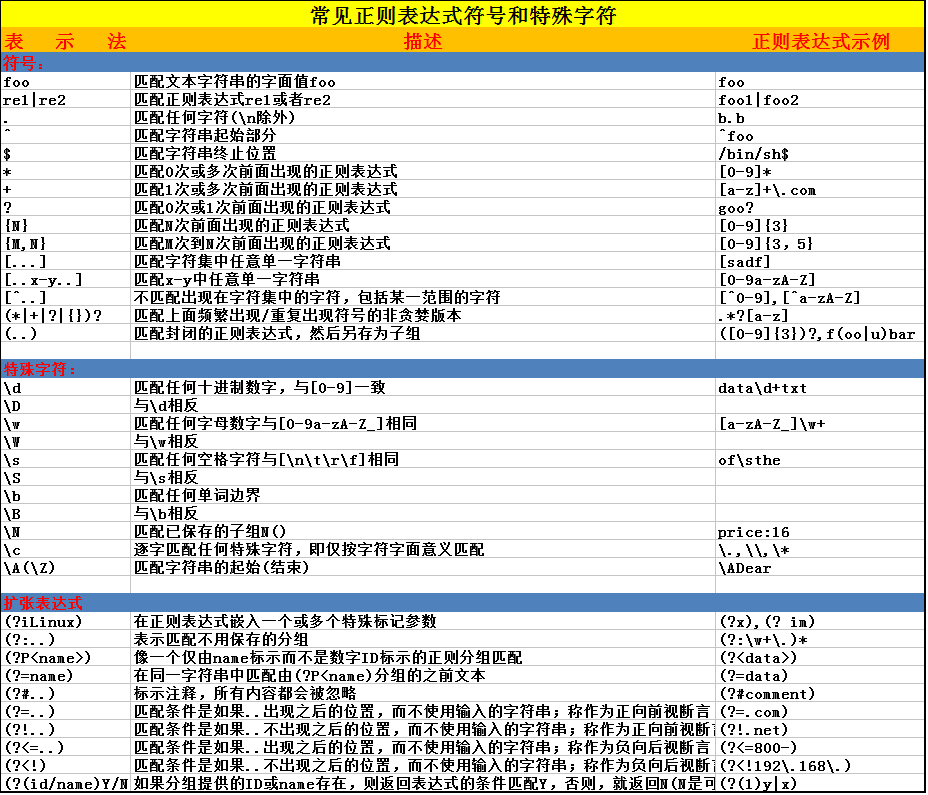 常见正则表达式符号和特殊字符
表 示 法 描述 正则表达式示例
符号:
foo 匹配文本字符串的字面值foo foo
re1|re2 匹配正则表达式re1或者re2 foo1|foo2
. 匹配任何字符(\n除外) b.b
^ 匹配字符串起始部分 ^foo
$ 匹配字符串终止位置 /bin/sh$
* 匹配0次或多次前面出现的正则表达式 [0-9]*
+ 匹配1次或多次前面出现的正则表达式 [a-z]+\.com
? 匹配0次或1次前面出现的正则表达式 goo?
{N} 匹配N次前面出现的正则表达式 [0-9]{3}
{M,N} 匹配M次到N次前面出现的正则表达式 [0-9]{3，5}
[...] 匹配字符集中任意单一字符串 [sadf]
[..x-y..] 匹配x-y中任意单一字符串 [0-9a-zA-Z]
[^..] 不匹配出现在字符集中的字符，包括某一范围的字符 [^0-9],[^a-zA-Z]
(*|+|?|{})? 匹配上面频繁出现/重复出现符号的非贪婪版本 .*?[a-z]
(..) 匹配封闭的正则表达式，然后另存为子组 ([0-9]{3})?,f(oo|u)bar
特殊字符:
\d 匹配任何十进制数字，与[0-9]一致 data\d+txt
\D 与\d相反
\w 匹配任何字母数字与[0-9a-zA-Z_]相同 [a-zA-Z_]\w+
\W 与\w相反
\s 匹配任何空格字符与[\n\t\r\f]相同 of\sthe
\S 与\s相反
\b 匹配任何单词边界
\B 与\b相反
\N 匹配已保存的子组N() price:16
\c 逐字匹配任何特殊字符，即仅按字符字面意义匹配 \.,\\,\*
\A(\Z) 匹配字符串的起始(结束) \ADear
扩张表达式
(?iLinux) 在正则表达式嵌入一个或多个特殊标记参数 (?x),(? im)
(?:..) 表示匹配不用保存的分组 (?:\w+\.)*
(?P<name>) 像一个仅由name标示而不是数字ID标示的正则分组匹配 (?<data>)
(?=name) 在同一字符串中匹配由(?P<name>)分组的之前文本 (?=data)
(?#..) 标示注释，所有内容都会被忽略 (?#comment)
(?=..) 匹配条件是如果..出现之后的位置，而不使用输入的字符串；称作为正向前视断言 (?=.com)
(?!..) 匹配条件是如果..不出现之后的位置，而不使用输入的字符串；称作为正向前视断 (?!.net)
(?<=..) 匹配条件是如果..出现之后的位置，而不使用输入的字符串；称作为负向后视断言 (?<=800-)
(?<!) 匹配条件是如果..不出现之后的位置，而不使用输入的字符串；称作为负向后视断 (?<!192\.168\.)
(?(id/name)Y/N 如果分组提供的ID或name存在，则返回表达式的条件匹配Y，否则，就返回N(N是可 (?(1)y|x)